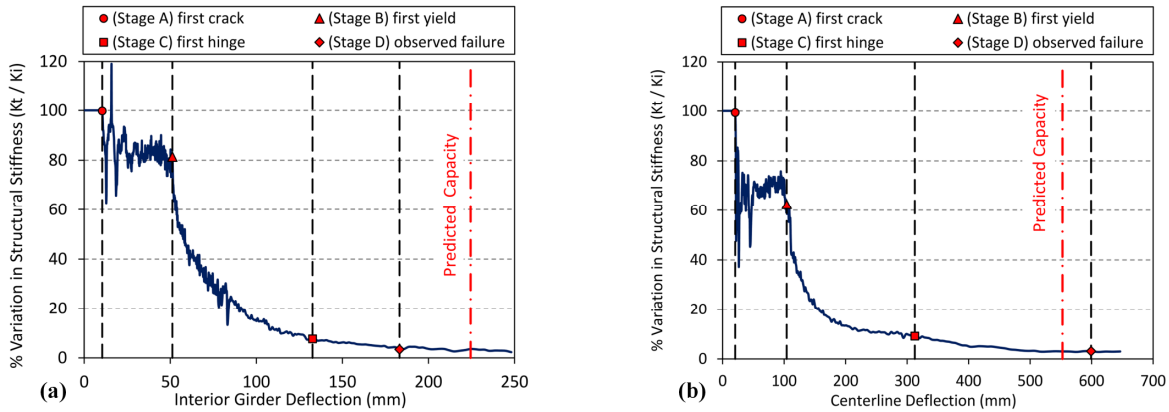 (Stage A) first crack
(Stage B) first yield
(Stage C) first hinge
(Stage D) observed failure
% Variation in Structural Stiffness (Kt / Ki)
120
100
80
60
40
20
0
Predicted Capacity
0 50 100 150 200 250
(a)
Interior Girder Deflection (mm)
(Stage A) first crack
(Stage B) first yield
(Stage C) first hinge
(Stage D) observed failure
% Variation in Structural Stiffness (Kt / Ki)
120
100
80
60
40
20
0
Predicted Capacity
0 100 200 300 400 500 600 700
(b)
Centerline Deflection (mm)